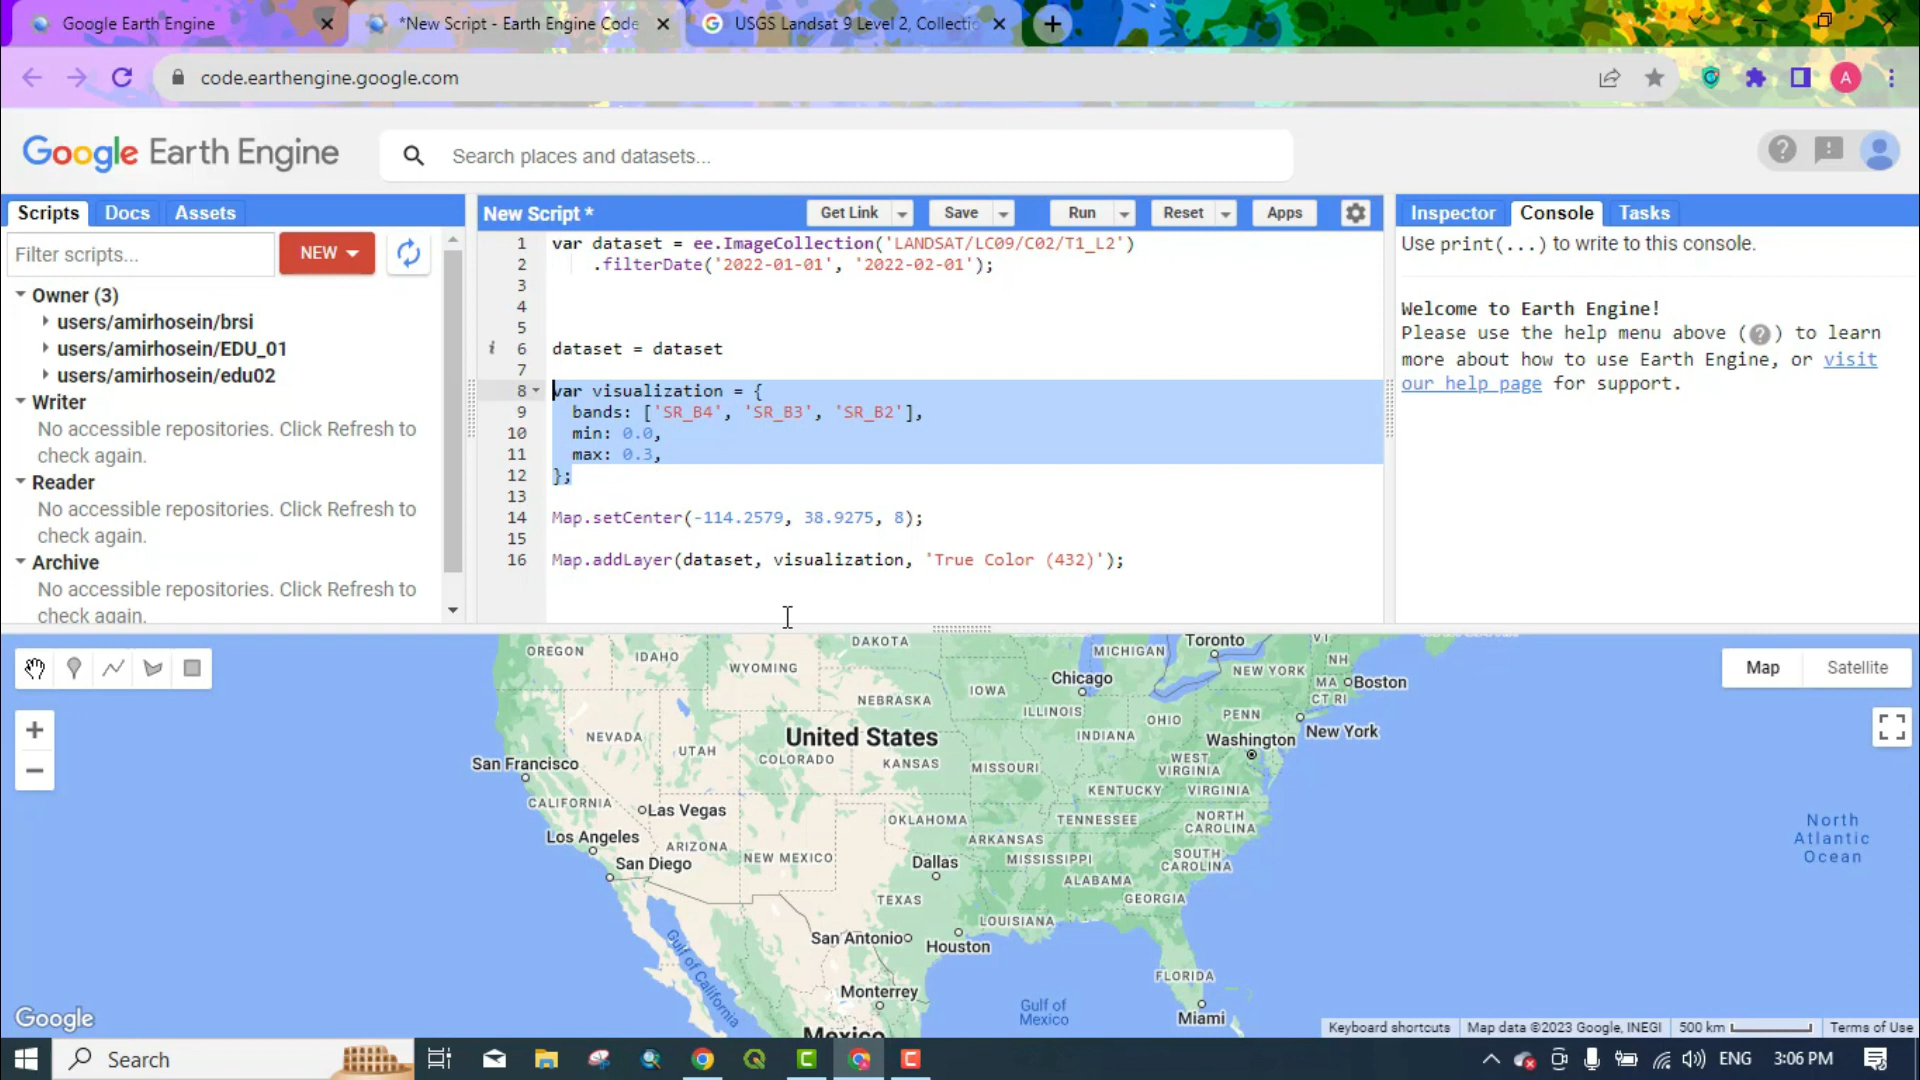 Google Earth Engine
*New Script - Earth Engine Code
USGS Landsat 9 Level 2, Collectic
code.earthengine.google.com
A
Google Earth Engine
Search places and datasets...
Scripts
Docs
Assets
Filter scripts...
NEW
Owner (3)
users/amirhosein/brsi
users/amirhosein/EDU_01
users/amirhosein/edu02
Writer
No accessible repositories. Click Refresh to
check again.
Reader
No accessible repositories. Click Refresh to
check again.
Archive
No accessible repositories. Click Refresh to
check again.
New Script *
Get Link
Save
Run
Reset
Apps
1 var dataset = ee.ImageCollection('LANDSAT/LC09/C02/T1_L2')
2 .filterDate('2022-01-01', '2022-02-01');
3
4
5
i 6 dataset = dataset
7
8 var visualization = {
9 bands: ['SR_B4', 'SR_B3', 'SR_B2'],
10 min: 0.0,
11 max: 0.3,
12 };
13
14 Map.setCenter(-114.2579, 38.9275, 8);
15
16 Map.addLayer(dataset, visualization, 'True Color (432)');
Inspector
Console
Tasks
Use print(...) to write to this console.
Welcome to Earth Engine!
Please use the help menu above (?) to learn
more about how to use Earth Engine, or visit
our help page for support.
Map
Satellite
OREGON
IDAHO
WYOMING
DAKOTA
NEBRASKA
IOWA
MICHIGAN
Toronto
VT
NH
NEW YORK
MA
Boston
CT RI
Chicago
ILLINOIS
OHIO
PENN
New York
NEVADA
UTAH
United States
COLORADO
KANSAS
MISSOURI
INDIANA
Washington
WEST
VIRGINIA
San Francisco
KENTUCKY
VIRGINIA
CALIFORNIA
Las Vegas
OKLAHOMA
TENNESSEE
NORTH
CAROLINA
Los Angeles
ARIZONA
NEW MEXICO
ARKANSAS
San Diego
Dallas
MISSISSIPPI
SOUTH
CAROLINA
ALABAMA
GEORGIA
TEXAS
LOUISIANA
San Antonio
Houston
Gulf of
California
FLORIDA
Monterrey
Gulf of
Mexico
Miami
Mexico
North
Atlantic
Ocean
Google
Keyboard shortcuts
Map data ©2023 Google, INEGI
500 km
Terms of Use
Search
ENG
3:06 PM